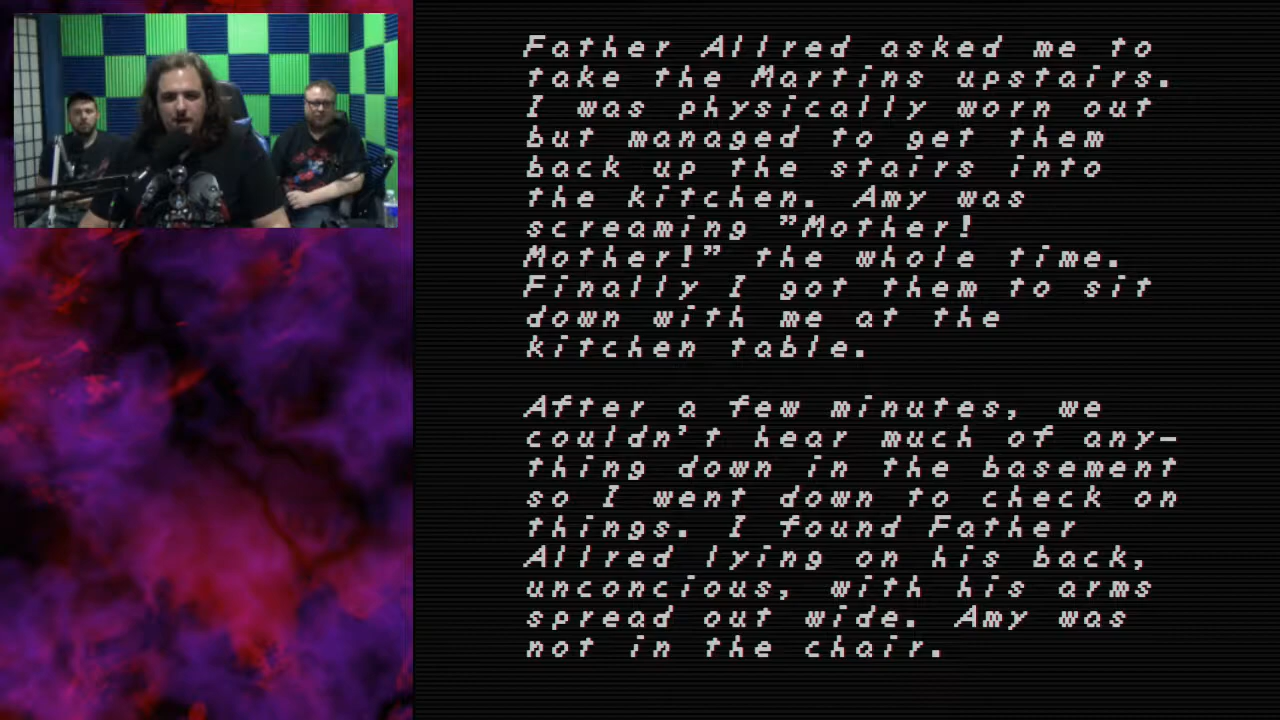 Father Allred asked me to
take the Martins upstairs.
I was physically worn out
but managed to get them
back up the stairs into
the kitchen. Amy was
screaming "Mother!
Mother!" the whole time.
Finally I got them to sit
down with me at the
kitchen table.
After a few minutes, we
couldn't hear much of any-
thing down in the basement
so I went down to check on
things. I found Father
Allred lying on his back,
unconcious, with his arms
spread out wide. Amy was
not in the chair.